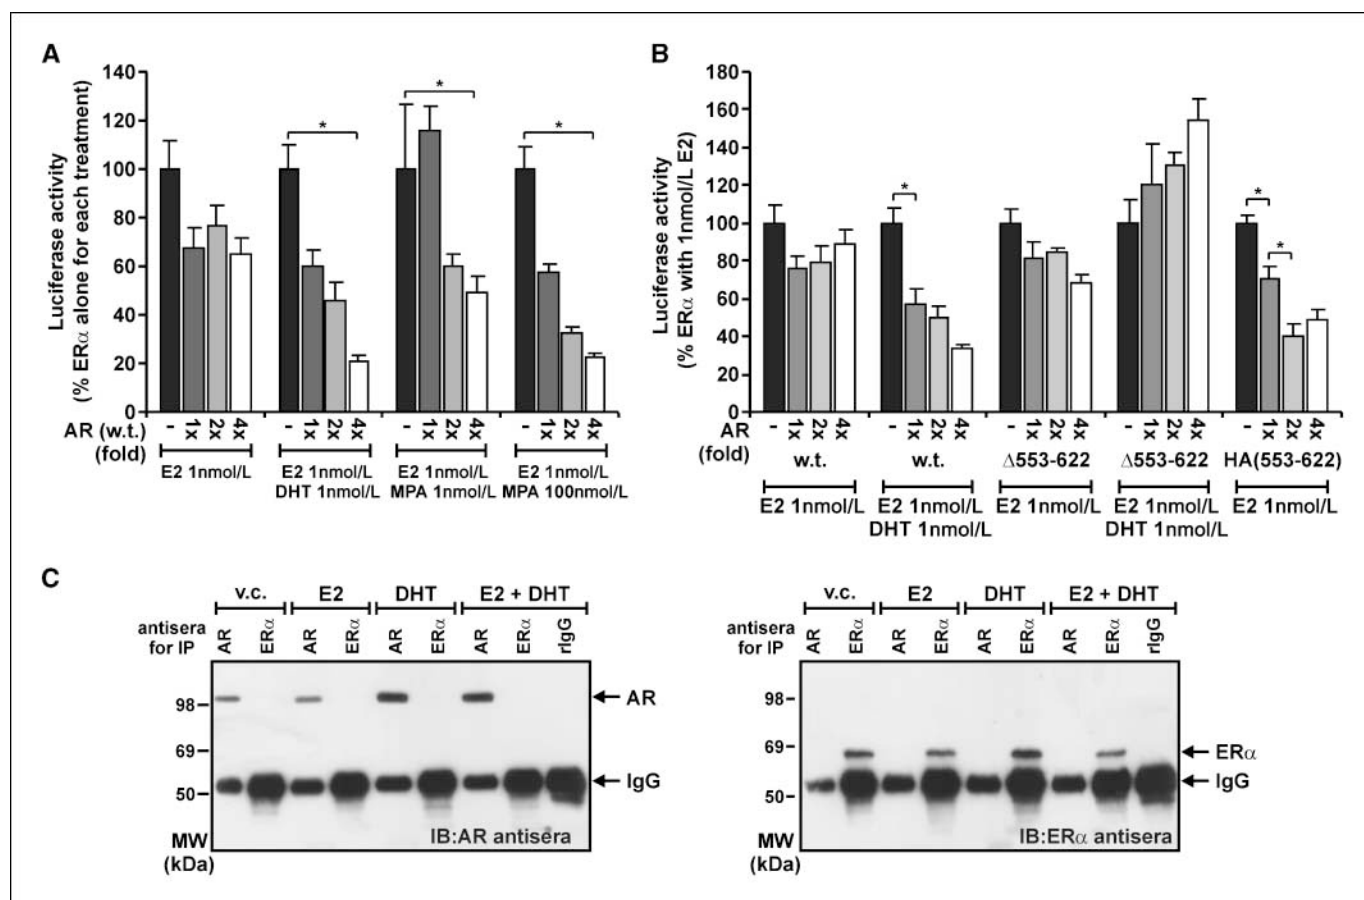 A
Luciferase activity
(% ERα alone for each treatment)
140
120
100
80
60
40
20
0
* * *
AR (w.t.)
(fold)
- 1x 2x 4x - 1x 2x 4x - 1x 2x 4x - 1x 2x 4x
E2 1nmol/L E2 1nmol/L E2 1nmol/L E2 1nmol/L
DHT 1nmol/L MPA 1nmol/L MPA 100nmol/L
B
Luciferase activity
(% ERα with 1nmol/L E2)
180
160
140
120
100
80
60
40
20
0
* * *
AR
(fold)
- 1x 2x 4x - 1x 2x 4x - 1x 2x 4x - 1x 2x 4x - 1x 2x 4x
w.t. w.t. Δ553-622 Δ553-622 HA(553-622)
E2 1nmol/L E2 1nmol/L E2 1nmol/L E2 1nmol/L E2 1nmol/L
DHT 1nmol/L DHT 1nmol/L
C
v.c. E2 DHT E2 + DHT
antisera
for IP
AR ERα AR ERα AR ERα AR ERα rIgG
98
69
50
MW
(kDa)
AR
IgG
IB:AR antisera
v.c. E2 DHT E2 + DHT
antisera
for IP
AR ERα AR ERα AR ERα AR ERα rIgG
98
69
50
MW
(kDa)
ERα
IgG
IB:ERα antisera